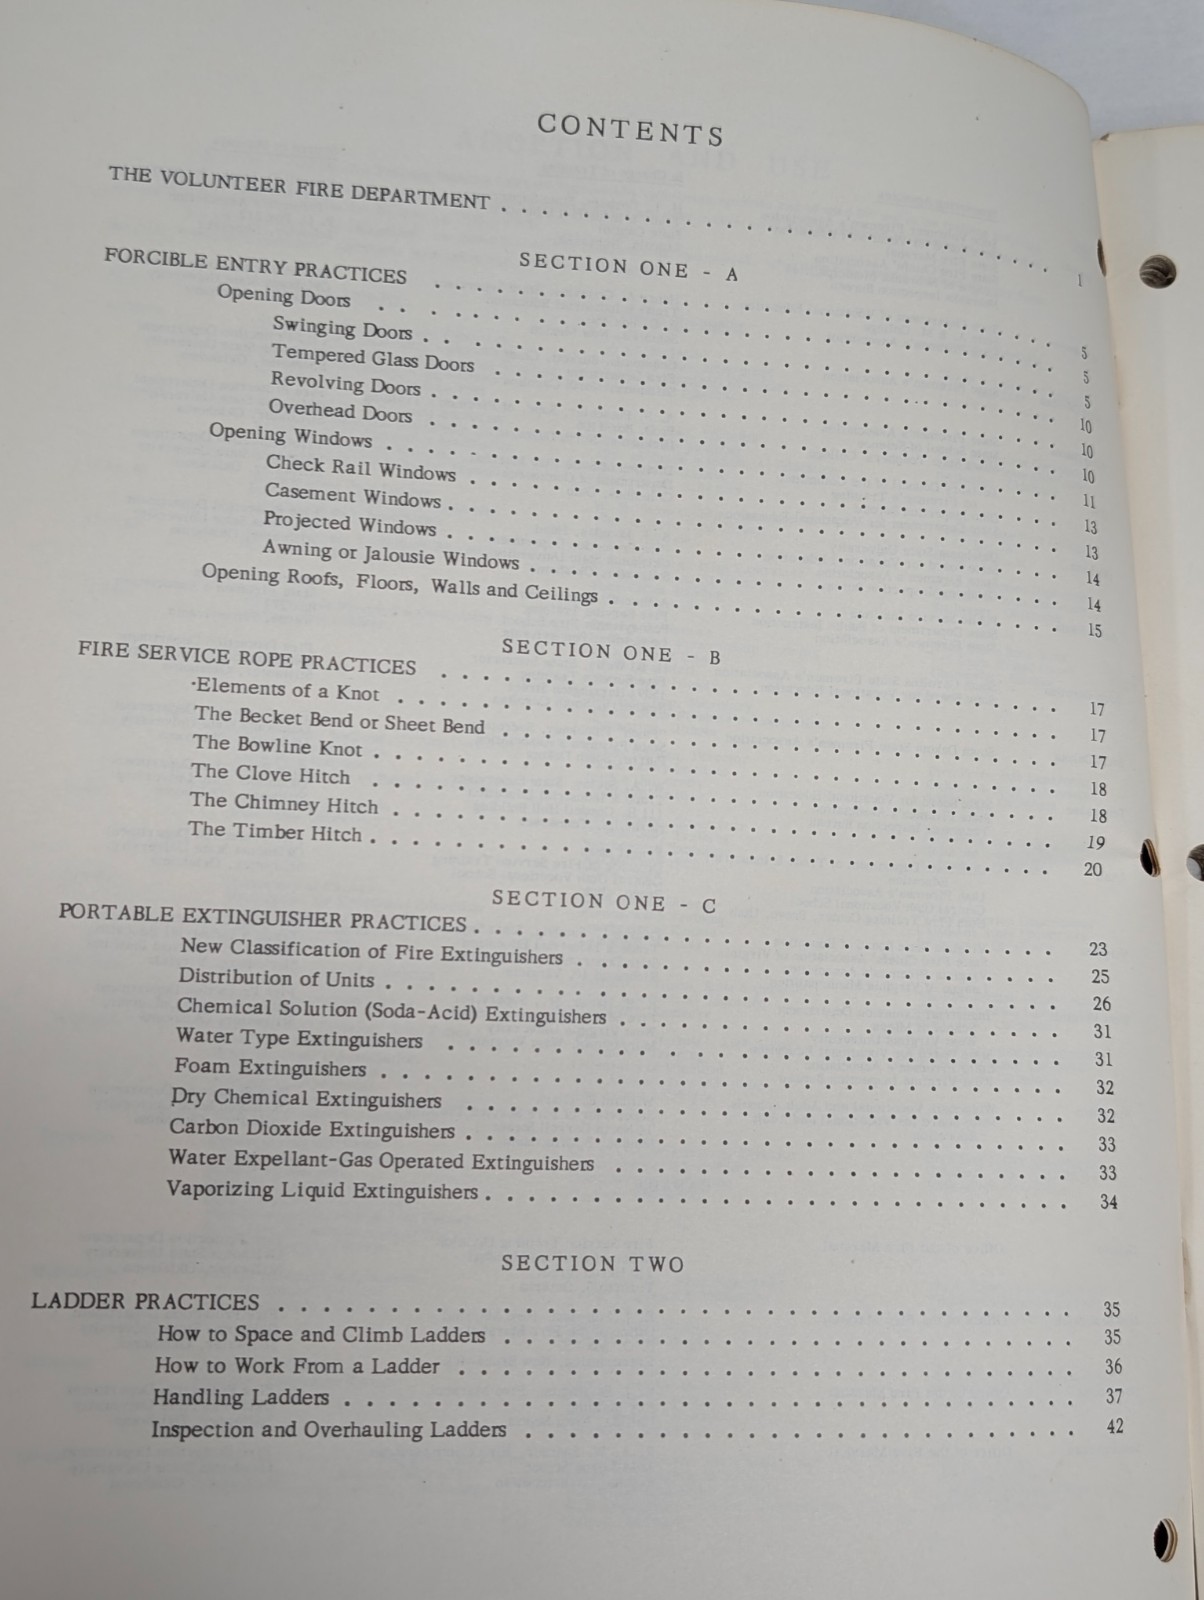 CONTENTS
THE VOLUNTEER FIRE DEPARTMENT . . . . . . . . . . . . . . . . . . . . 1
SECTION ONE - A
FORCIBLE ENTRY PRACTICES . . . . . . . . . . . . . . . . . . . . 5
Opening Doors . . . . . . . . . . . . . . . . . . . . 5
Swinging Doors . . . . . . . . . . . . . . . . . . . . 5
Tempered Glass Doors . . . . . . . . . . . . . . . . . . . . 10
Revolving Doors . . . . . . . . . . . . . . . . . . . . 10
Overhead Doors . . . . . . . . . . . . . . . . . . . . 10
Opening Windows . . . . . . . . . . . . . . . . . . . . 11
Check Rail Windows . . . . . . . . . . . . . . . . . . . . 13
Casement Windows . . . . . . . . . . . . . . . . . . . . 13
Projected Windows . . . . . . . . . . . . . . . . . . . . 14
Awning or Jalousie Windows . . . . . . . . . . . . . . . . . . . . 14
Opening Roofs, Floors, Walls and Ceilings . . . . . . . . . . . . . . . . . . 15
SECTION ONE - B
FIRE SERVICE ROPE PRACTICES . . . . . . . . . . . . . . . . . . . . 17
Elements of a Knot . . . . . . . . . . . . . . . . . . . . 17
The Becket Bend or Sheet Bend . . . . . . . . . . . . . . . . . . . . 17
The Bowline Knot . . . . . . . . . . . . . . . . . . . . 18
The Clove Hitch . . . . . . . . . . . . . . . . . . . . 18
The Chimney Hitch . . . . . . . . . . . . . . . . . . . . 19
The Timber Hitch . . . . . . . . . . . . . . . . . . . . 20
SECTION ONE - C
PORTABLE EXTINGUISHER PRACTICES . . . . . . . . . . . . . . . . . . . . 23
New Classification of Fire Extinguishers . . . . . . . . . . . . . . . . . . . . 25
Distribution of Units . . . . . . . . . . . . . . . . . . . . 26
Chemical Solution (Soda-Acid) Extinguishers . . . . . . . . . . . . . . . . . . 31
Water Type Extinguishers . . . . . . . . . . . . . . . . . . . . 31
Foam Extinguishers . . . . . . . . . . . . . . . . . . . . 32
Dry Chemical Extinguishers . . . . . . . . . . . . . . . . . . . . 32
Carbon Dioxide Extinguishers . . . . . . . . . . . . . . . . . . . . 33
Water Expellant-Gas Operated Extinguishers . . . . . . . . . . . . . . . . . . 33
Vaporizing Liquid Extinguishers . . . . . . . . . . . . . . . . . . . . 34
SECTION TWO
LADDER PRACTICES . . . . . . . . . . . . . . . . . . . . 35
How to Space and Climb Ladders . . . . . . . . . . . . . . . . . . . . 35
How to Work From a Ladder . . . . . . . . . . . . . . . . . . . . 36
Handling Ladders . . . . . . . . . . . . . . . . . . . . 37
Inspection and Overhauling Ladders . . . . . . . . . . . . . . . . . . . . 42